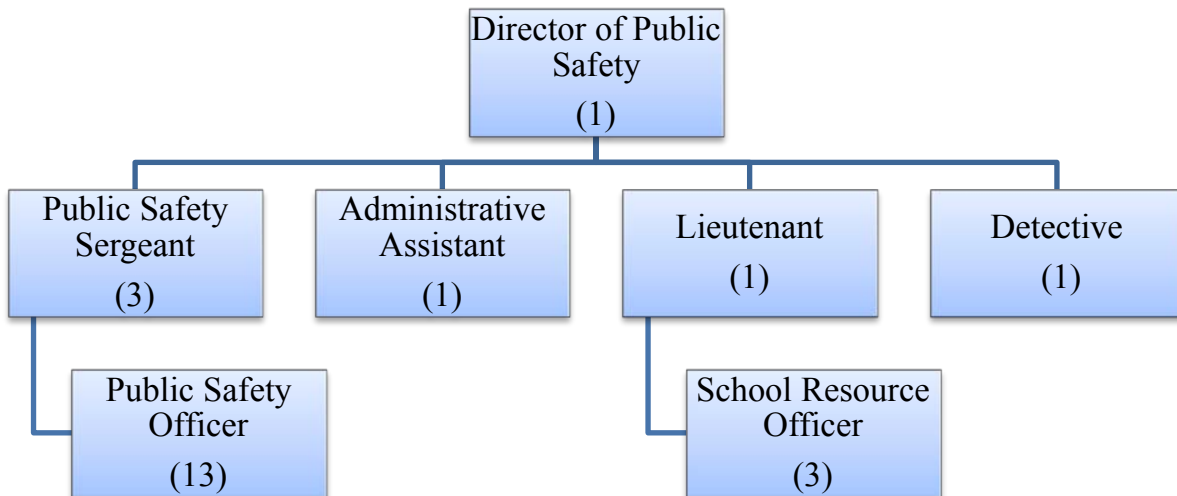 Director of Public
Safety
(1)
Public Safety
Sergeant
(3)
Administrative
Assistant
(1)
Lieutenant
(1)
Detective
(1)
Public Safety
Officer
(13)
School Resource
Officer
(3)